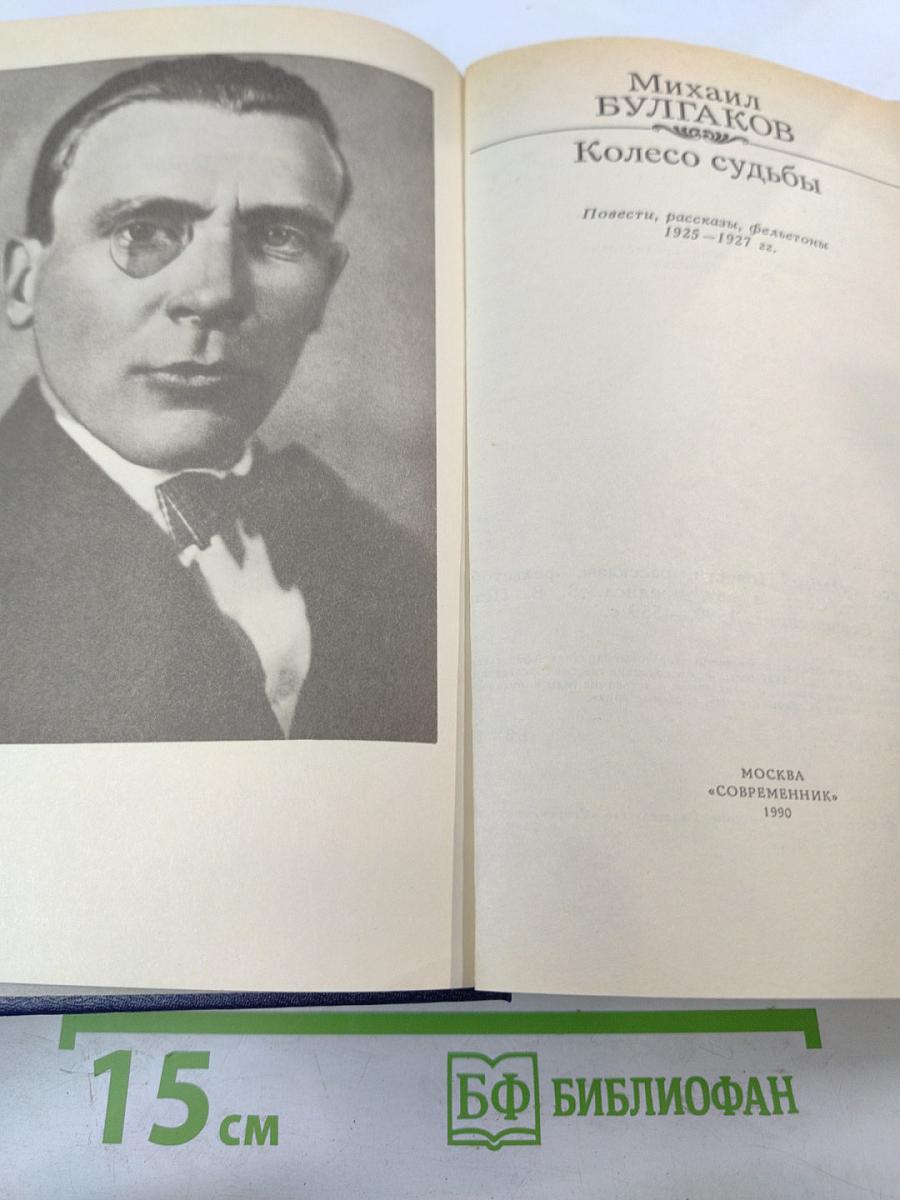 Михаил
БУЛГАКОВ
Колесо судьбы
Повести, рассказы, фельетоны
1925—1927 гг.
МОСКВА
«СОВРЕМЕННИК»
1990
15 см
БФ БИБЛИОФАН